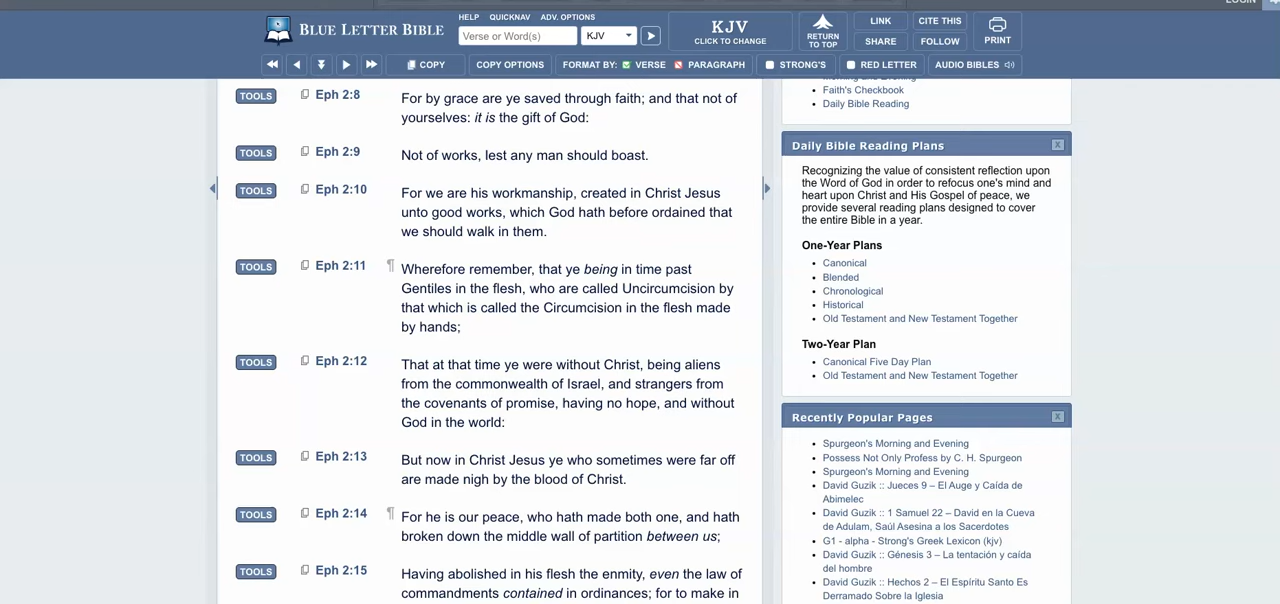 LOGIN
HELP QUICKNAV ADV. OPTIONS
BLUE LETTER BIBLE
Verse or Word(s)
KJV
KJV
CLICK TO CHANGE
RETURN
TO TOP
LINK
CITE THIS
SHARE
FOLLOW
PRINT
COPY
COPY OPTIONS
FORMAT BY: VERSE PARAGRAPH
STRONG'S
RED LETTER
AUDIO BIBLES
TOOLS Eph 2:8 For by grace are ye saved through faith; and that not of
yourselves: it is the gift of God:
TOOLS Eph 2:9 Not of works, lest any man should boast.
TOOLS Eph 2:10 For we are his workmanship, created in Christ Jesus
unto good works, which God hath before ordained that
we should walk in them.
TOOLS Eph 2:11 ¶ Wherefore remember, that ye being in time past
Gentiles in the flesh, who are called Uncircumcision by
that which is called the Circumcision in the flesh made
by hands;
TOOLS Eph 2:12 That at that time ye were without Christ, being aliens
from the commonwealth of Israel, and strangers from
the covenants of promise, having no hope, and without
God in the world:
TOOLS Eph 2:13 But now in Christ Jesus ye who sometimes were far off
are made nigh by the blood of Christ.
TOOLS Eph 2:14 ¶ For he is our peace, who hath made both one, and hath
broken down the middle wall of partition between us;
TOOLS Eph 2:15 Having abolished in his flesh the enmity, even the law of
commandments contained in ordinances; for to make in
Morning and Evening
Faith's Checkbook
Daily Bible Reading
Daily Bible Reading Plans X
Recognizing the value of consistent reflection upon
the Word of God in order to refocus one's mind and
heart upon Christ and His Gospel of peace, we
provide several reading plans designed to cover
the entire Bible in a year.
One-Year Plans
Canonical
Blended
Chronological
Historical
Old Testament and New Testament Together
Two-Year Plan
Canonical Five Day Plan
Old Testament and New Testament Together
Recently Popular Pages X
Spurgeon's Morning and Evening
Possess Not Only Profess by C. H. Spurgeon
Spurgeon's Morning and Evening
David Guzik :: Jueces 9 – El Auge y Caída de
Abimelec
David Guzik :: 1 Samuel 22 – David en la Cueva
de Adulam, Saúl Asesina a los Sacerdotes
G1 - alpha - Strong's Greek Lexicon (kjv)
David Guzik :: Génesis 3 – La tentación y caída
del hombre
David Guzik :: Hechos 2 – El Espíritu Santo Es
Derramado Sobre la Iglesia